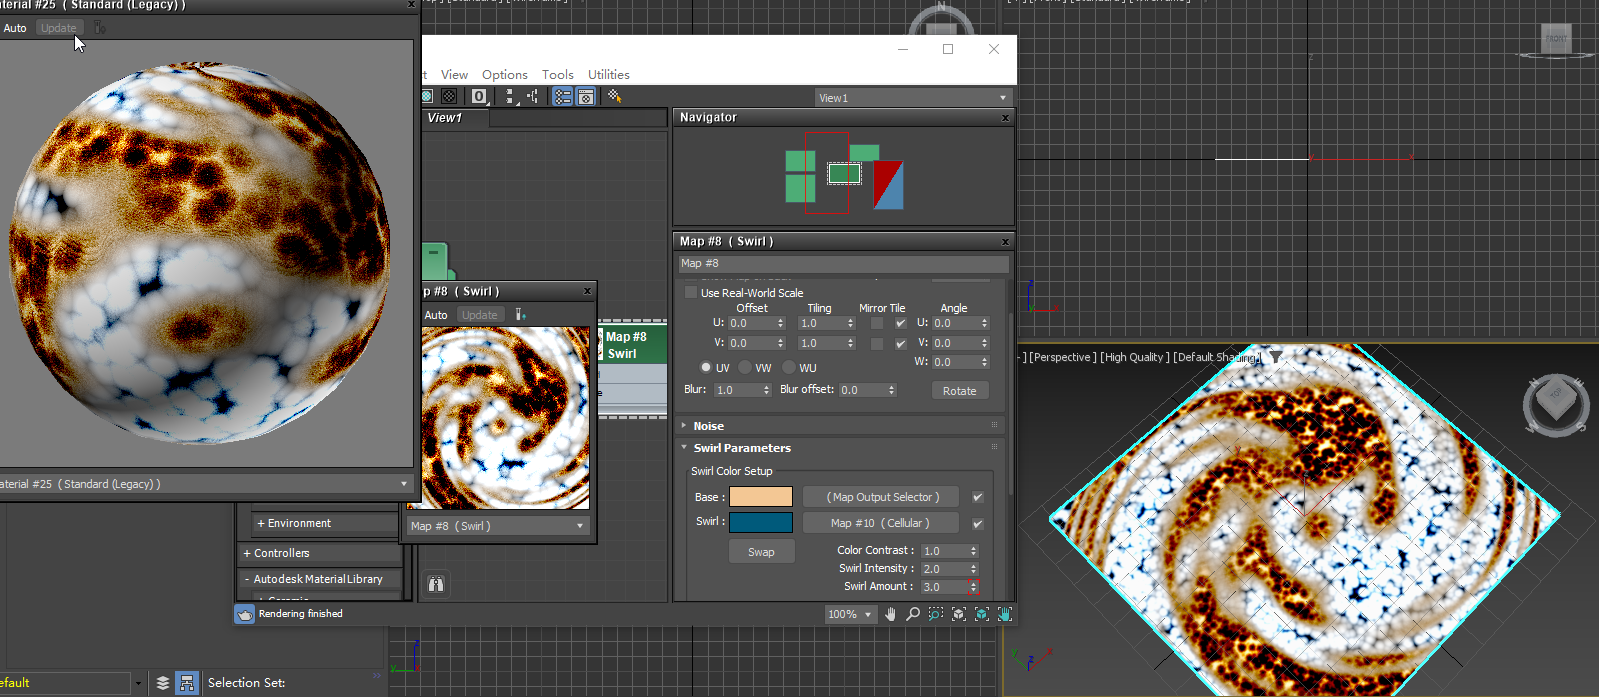 aterial #25 ( Standard (Legacy) )
Auto
Update
aterial #25 ( Standard (Legacy) )
View
Options
Tools
Utilities
0
View1
View1
Navigator
Map #8 ( Swirl )
Map #8
Use Real-World Scale
Offset
Tiling
Mirror Tile
Angle
U: 0.0
1.0
U: 0.0
V: 0.0
1.0
V: 0.0
W: 0.0
UV
VW
WU
Blur: 1.0
Blur offset: 0.0
Rotate
Noise
Swirl Parameters
Swirl Color Setup
Base :
( Map Output Selector )
Swirl :
Map #10 ( Cellular )
Swap
Color Contrast : 1.0
Swirl Intensity : 2.0
Swirl Amount : 3.0
p #8 ( Swirl )
Auto
Update
Map #8
Swirl
Map #8 ( Swirl )
+ Environment
+ Controllers
- Autodesk Material Library
Rendering finished
100%
efault
Selection Set:
N
FRONT
x
z
] [Perspective ] [High Quality ] [Default Shading]
TOP
N
E
S
W
z
y
x